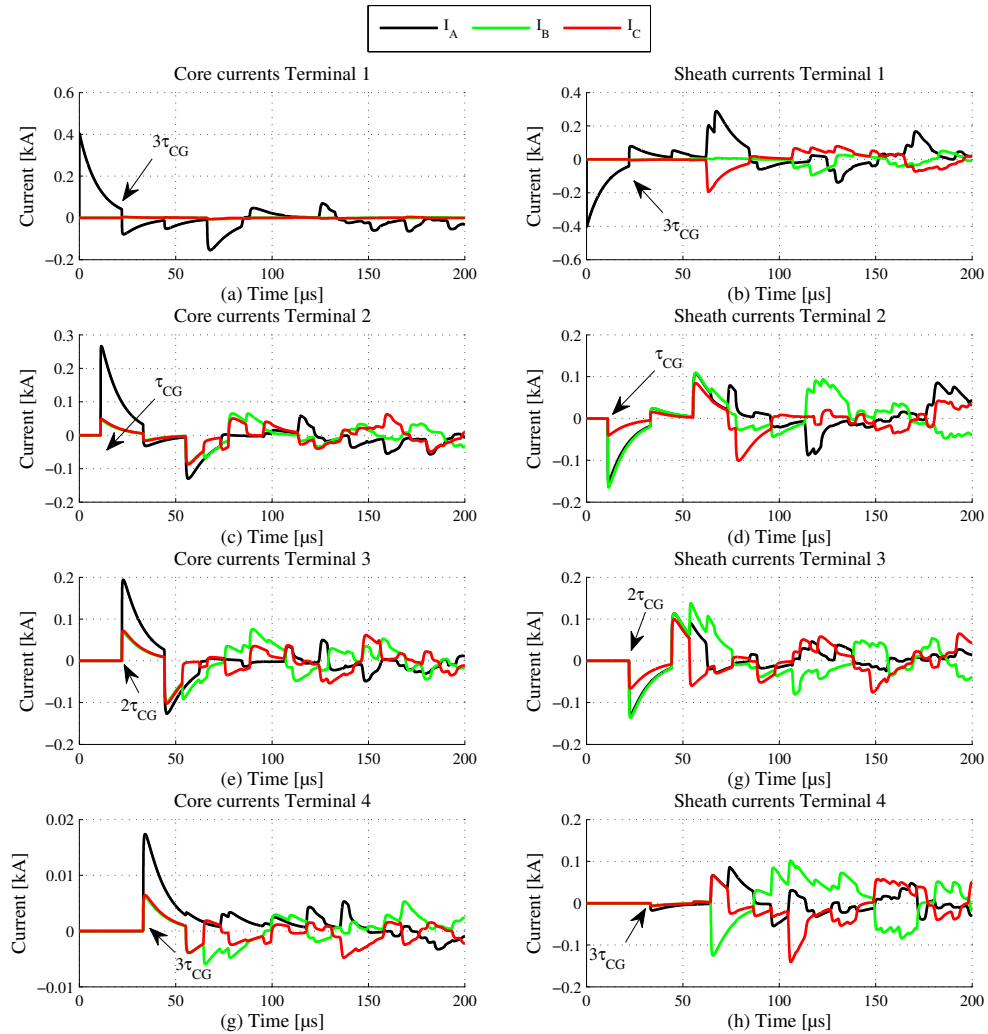 I_A I_B I_C
Core currents Terminal 1
Current [kA]
0.6
0.4
0.2
0
−0.2
3τ_CG
0 50 100 150 200
(a) Time [µs]
Sheath currents Terminal 1
Current [kA]
0.4
0.2
0
−0.2
−0.4
−0.6
3τ_CG
0 50 100 150 200
(b) Time [µs]
Core currents Terminal 2
Current [kA]
0.3
0.2
0.1
0
−0.1
−0.2
τ_CG
0 50 100 150 200
(c) Time [µs]
Sheath currents Terminal 2
Current [kA]
0.2
0.1
0
−0.1
−0.2
τ_CG
0 50 100 150 200
(d) Time [µs]
Core currents Terminal 3
Current [kA]
0.2
0.1
0
−0.1
−0.2
2τ_CG
0 50 100 150 200
(e) Time [µs]
Sheath currents Terminal 3
Current [kA]
0.2
0.1
0
−0.1
−0.2
2τ_CG
0 50 100 150 200
(g) Time [µs]
Core currents Terminal 4
Current [kA]
0.02
0.01
0
−0.01
3τ_CG
0 50 100 150 200
(g) Time [µs]
Sheath currents Terminal 4
Current [kA]
0.2
0.1
0
−0.1
0.2
3τ_CG
0 50 100 150 200
(h) Time [µs]